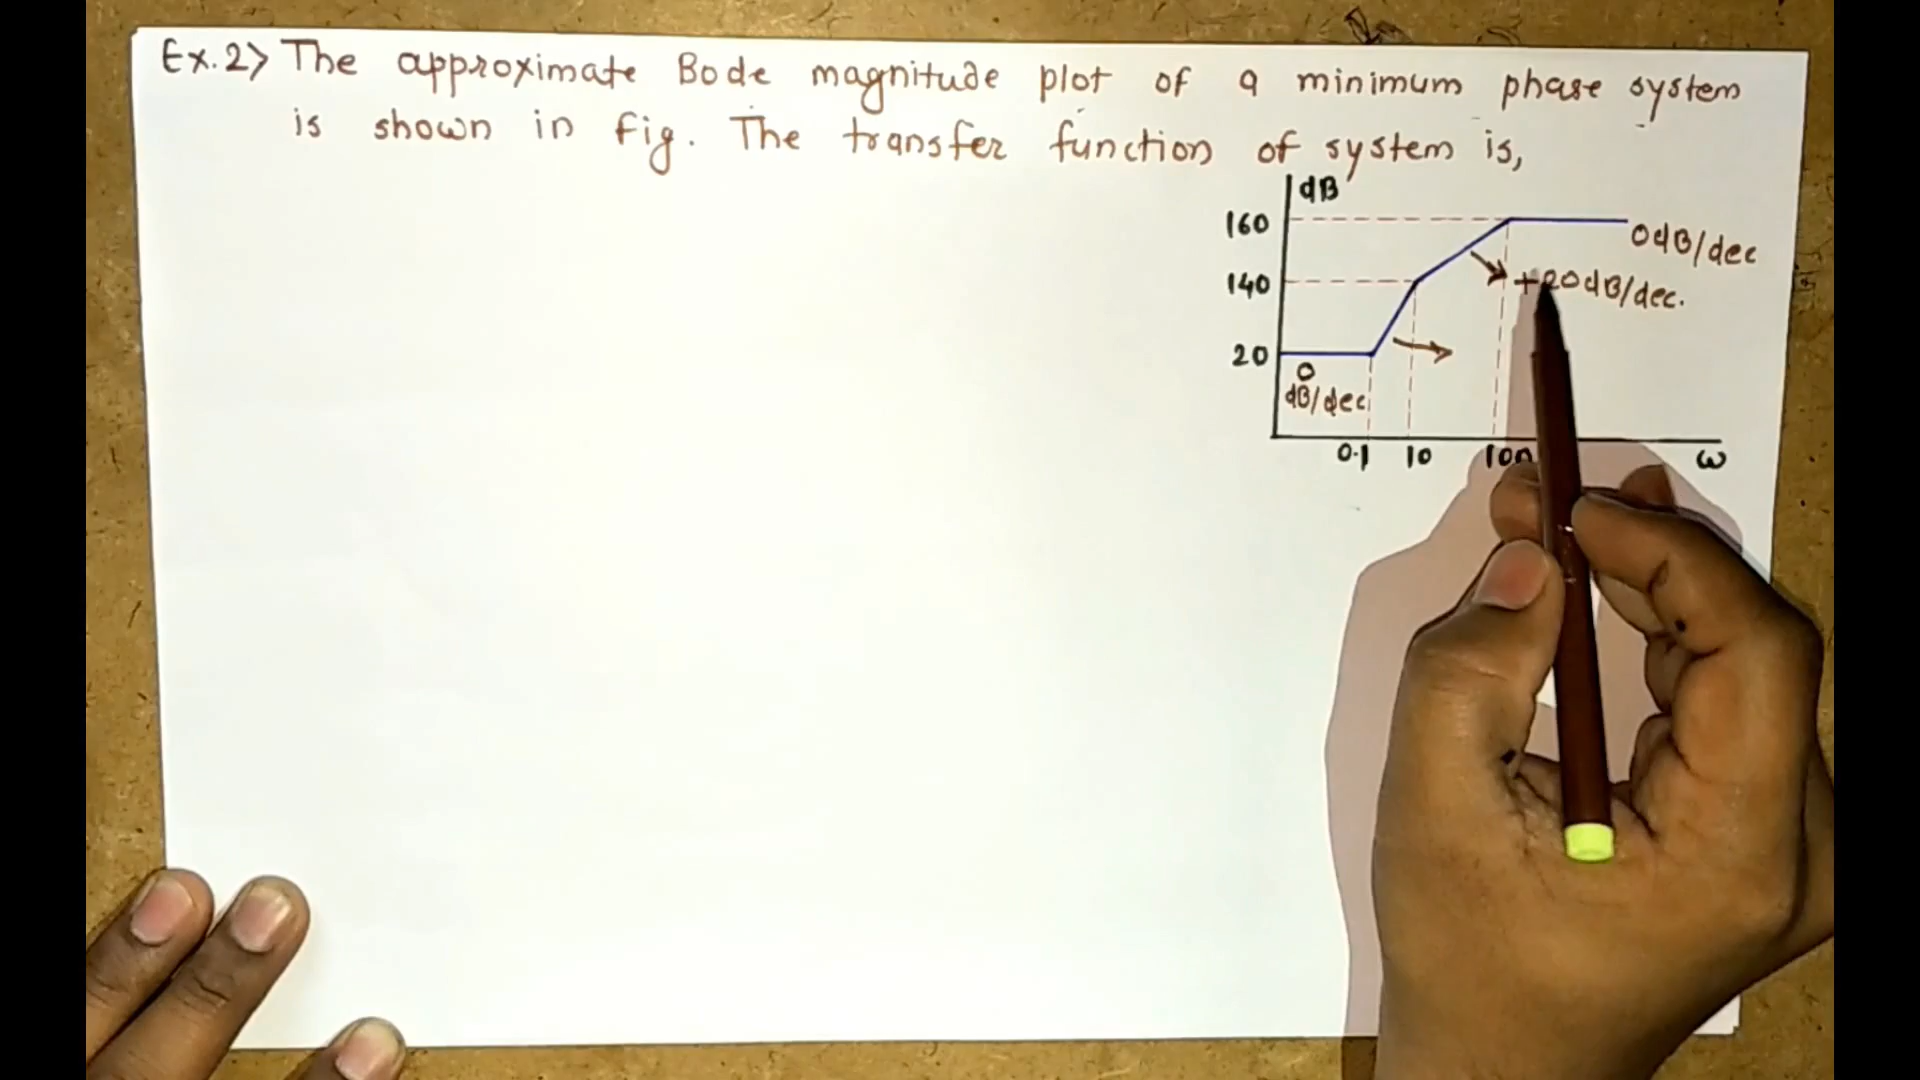 Ex.2> The approximate Bode magnitude plot of a minimum phase system
is shown in fig. The transfer function of system is,
dB
160
0dB/dec
140
+20dB/dec.
20
0
dB/dec
0.1 10 100 ω